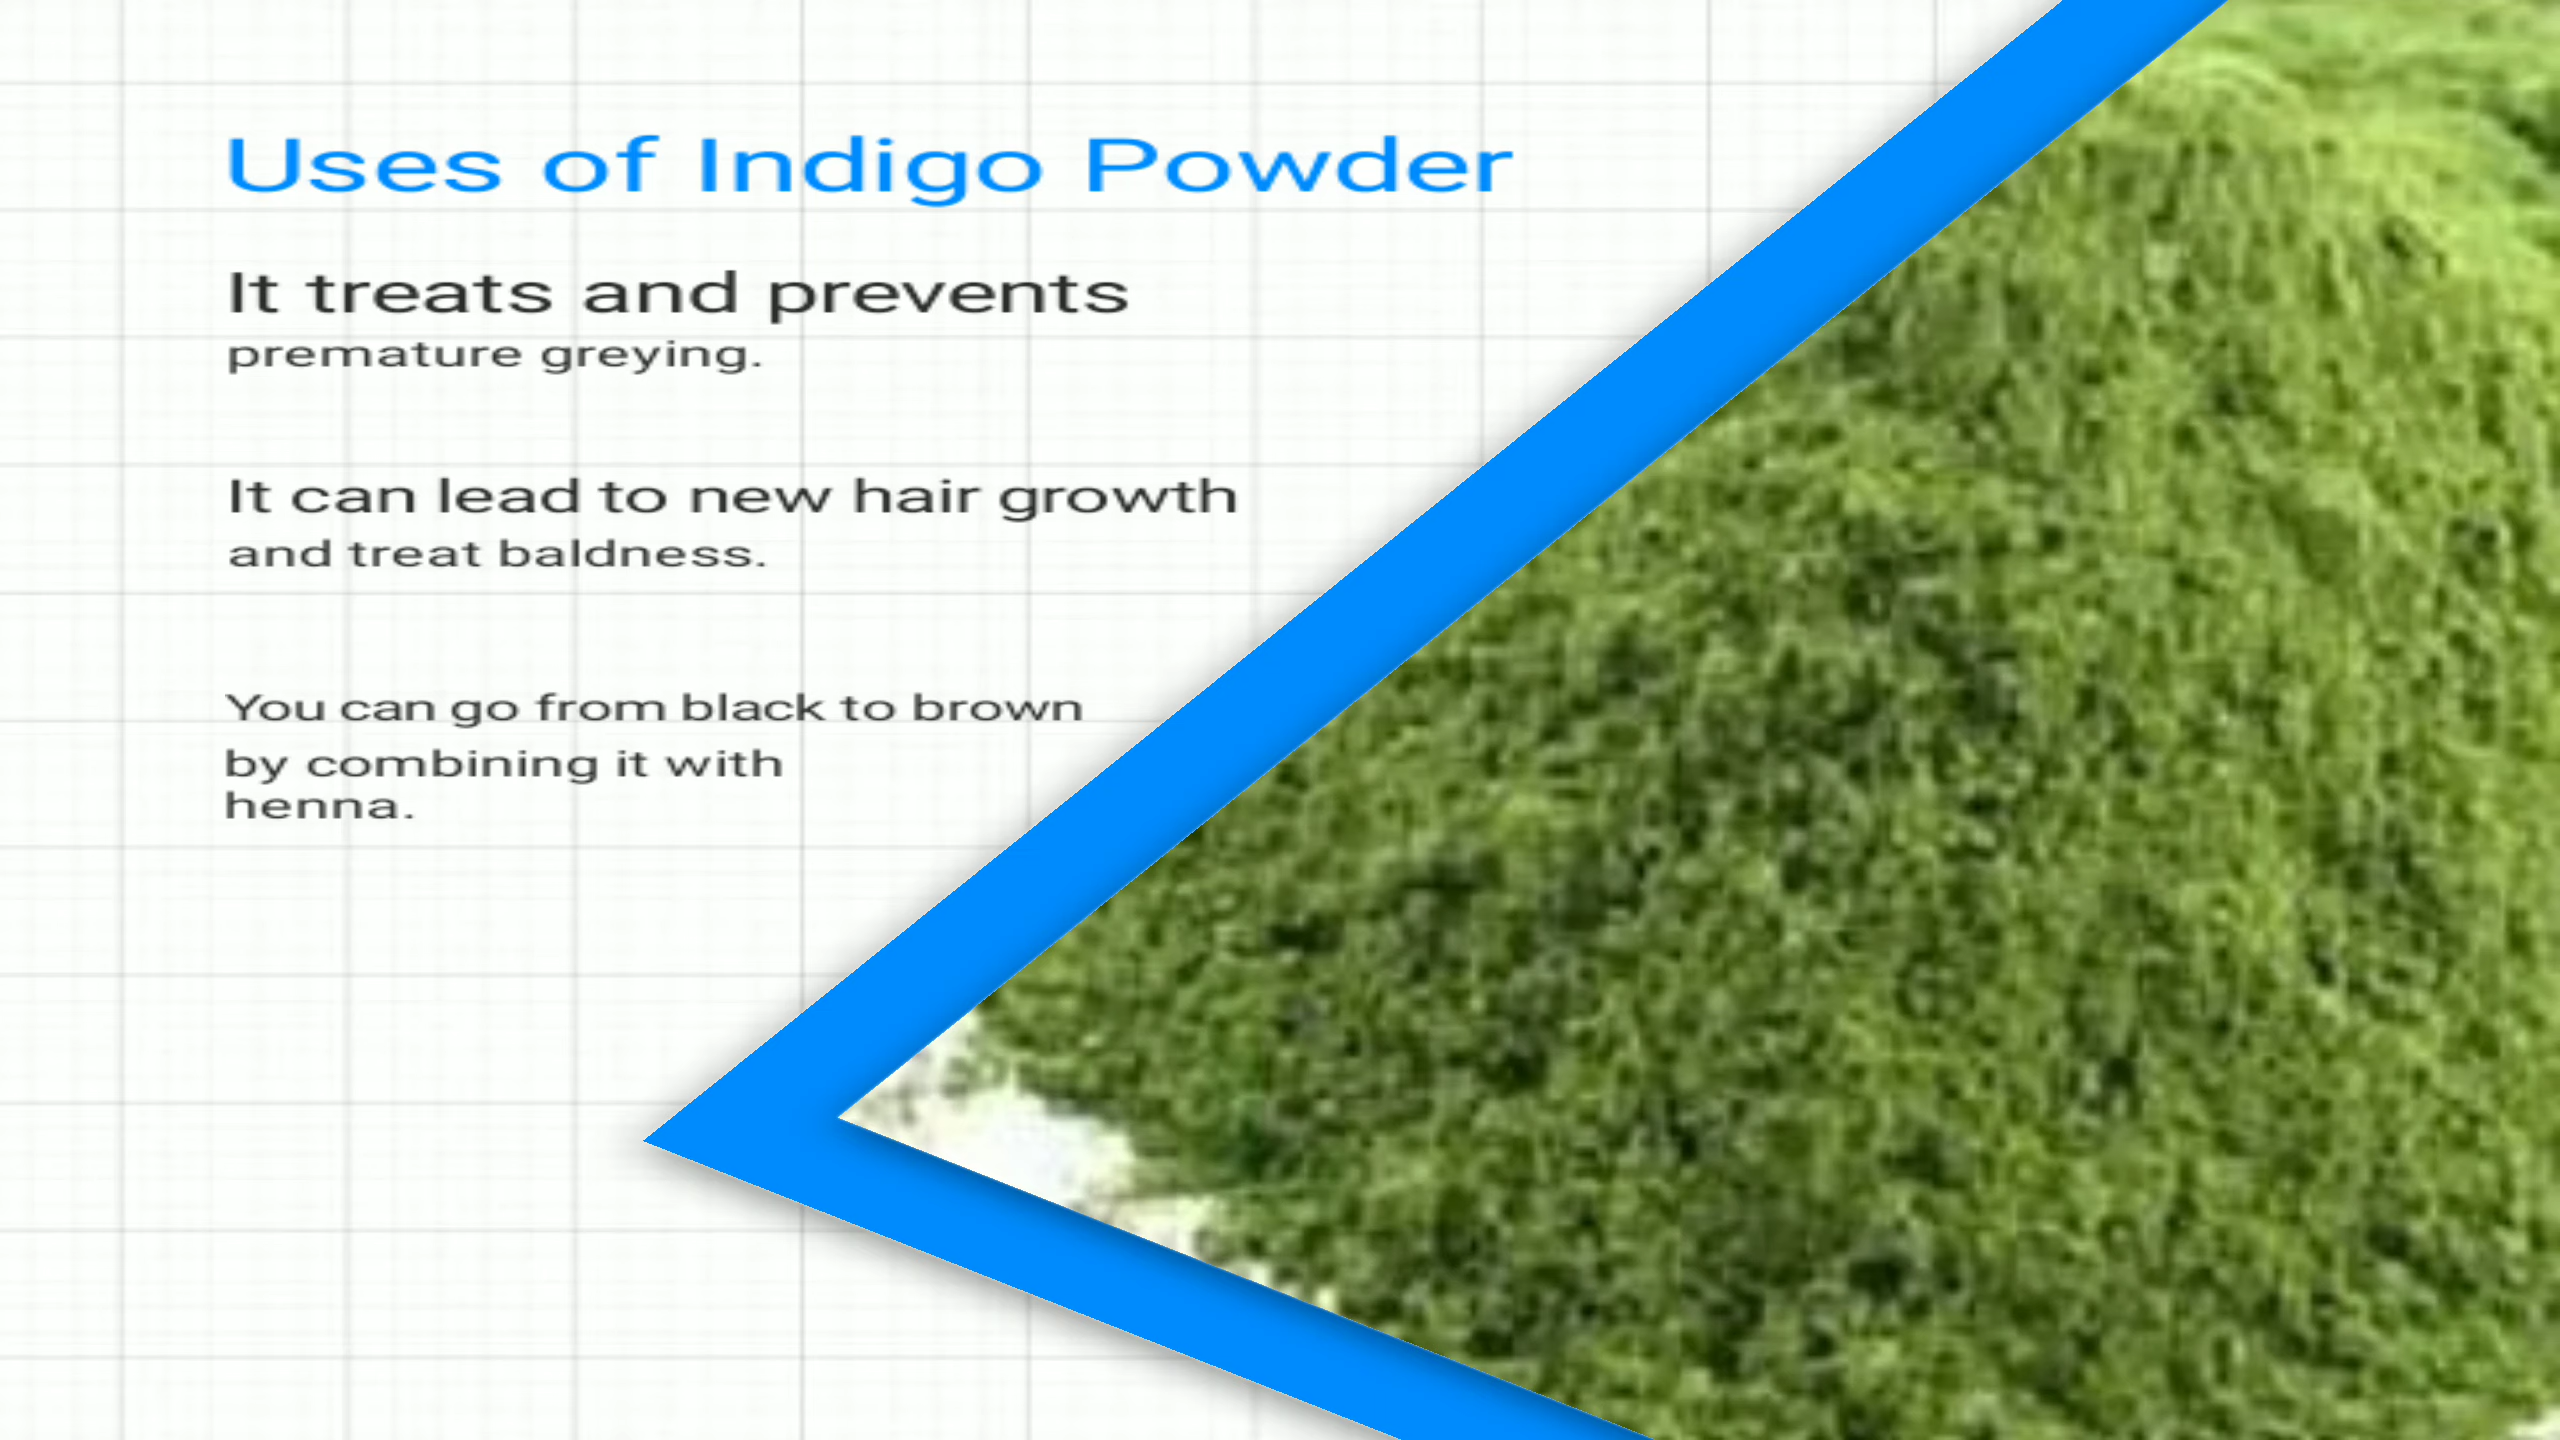 Uses of Indigo Powder
It treats and prevents
premature greying.
It can lead to new hair growth
and treat baldness.
You can go from black to brown
by combining it with
henna.